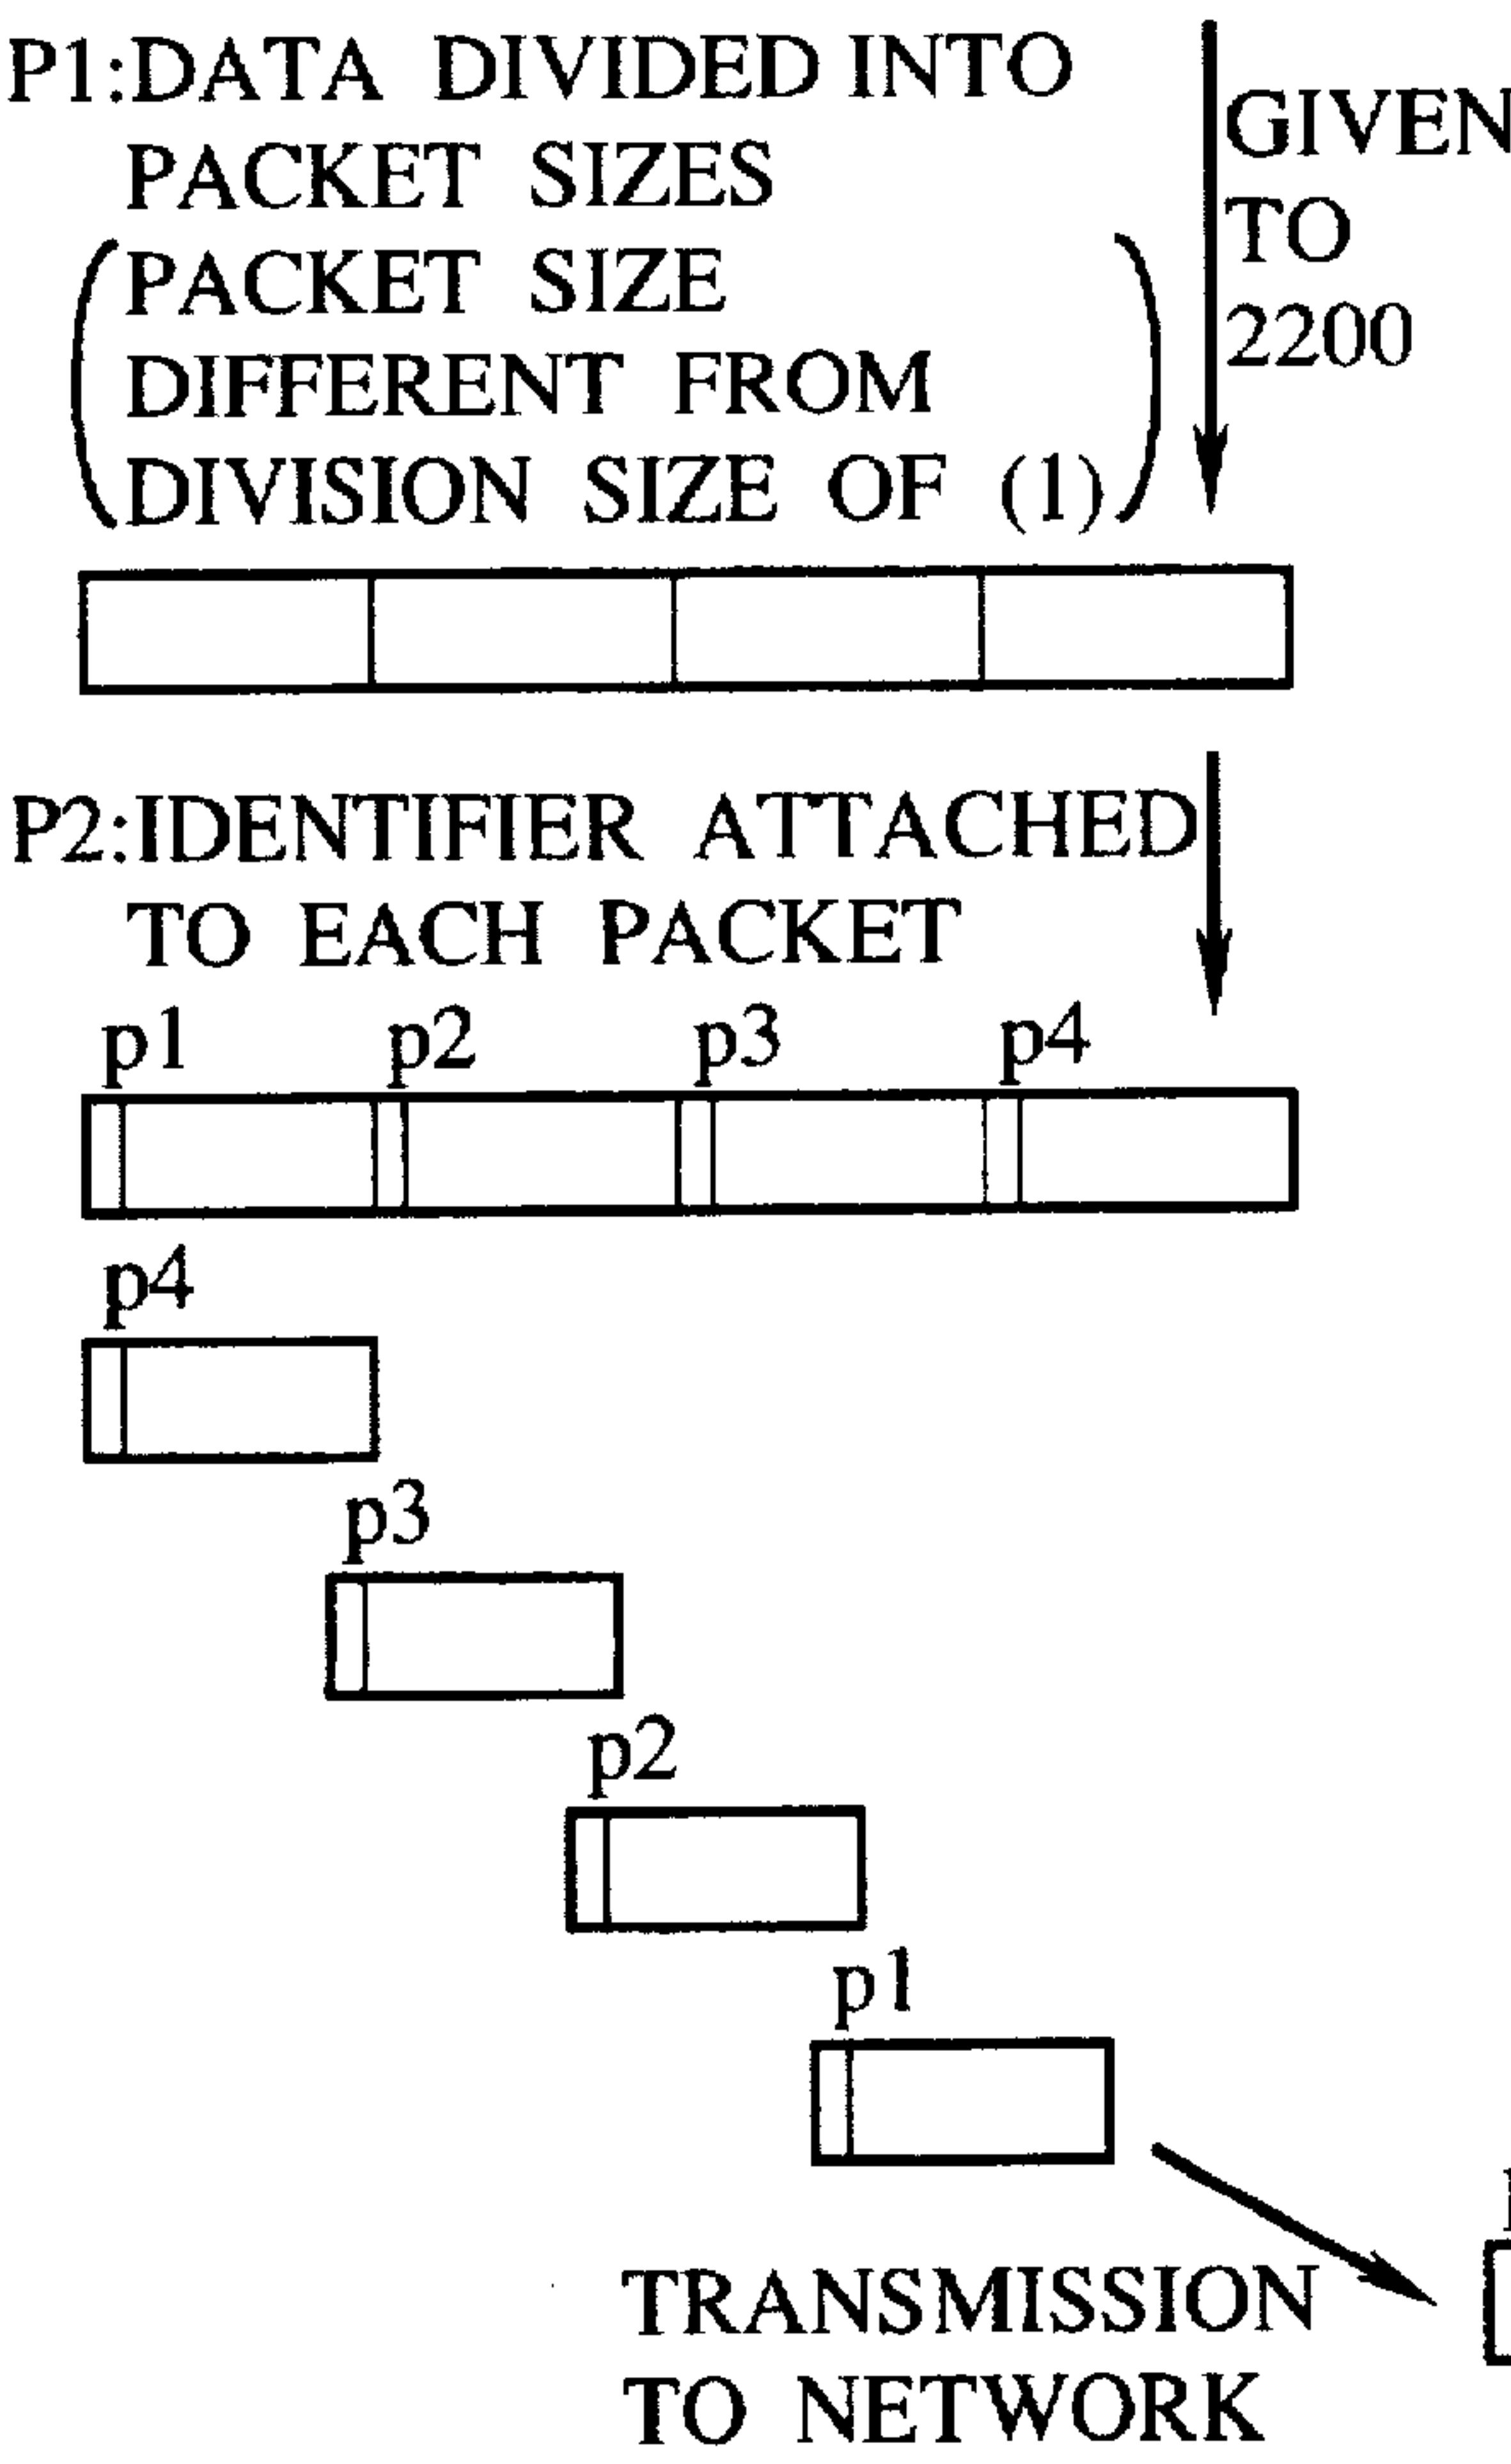 P1:DATA DIVIDED INTO
PACKET SIZES
PACKET SIZE
DIFFERENT FROM
DIVISION SIZE OF (1)
GIVEN
TO
2200
P2:IDENTIFIER ATTACHED
TO EACH PACKET
p1 p2 p3 p4
p4
p3
p2
p1
TRANSMISSION
TO NETWORK